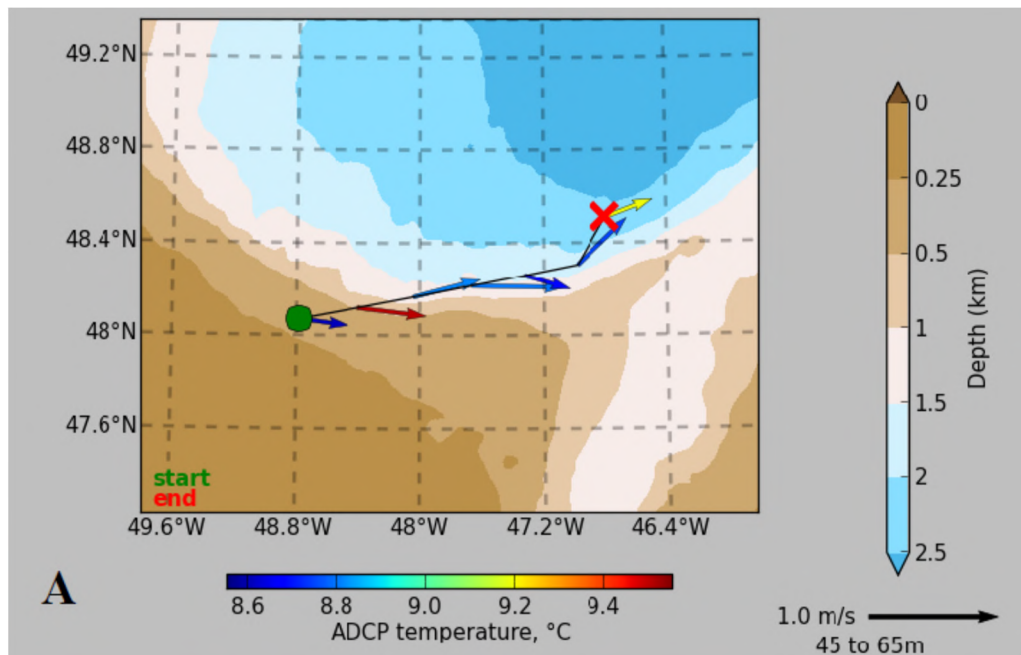 49.2°N
48.8°N
48.4°N
48°N
47.6°N
start
end
49.6°W 48.8°W 48°W 47.2°W 46.4°W
0
0.25
0.5
1
1.5
2
2.5
Depth (km)
A
8.6 8.8 9.0 9.2 9.4
ADCP temperature, °C
1.0 m/s
45 to 65m